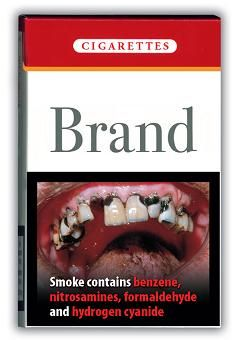 CIGARETTES
Brand
Smoke contains benzene,
nitrosamines, formaldehyde
and hydrogen cyanide